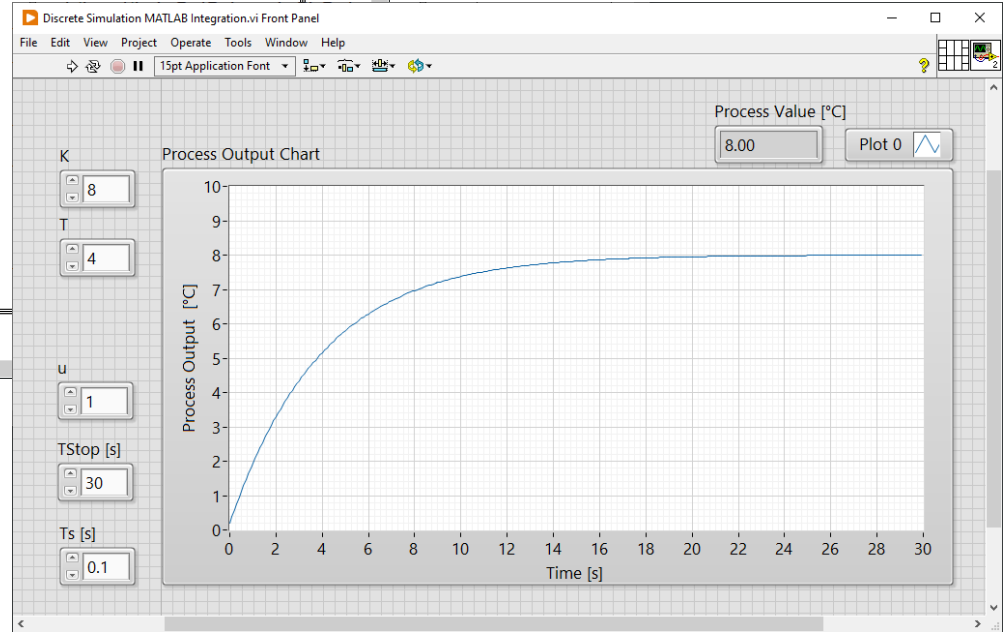 Discrete Simulation MATLAB Integration.vi Front Panel
File Edit View Project Operate Tools Window Help
15pt Application Font
?
2
Process Value [°C]
8.00
Plot 0
K
8
T
4
u
1
TStop [s]
30
Ts [s]
0.1
Process Output Chart
Process Output [°C]
10
9
8
7
6
5
4
3
2
1
0
0 2 4 6 8 10 12 14 16 18 20 22 24 26 28 30
Time [s]